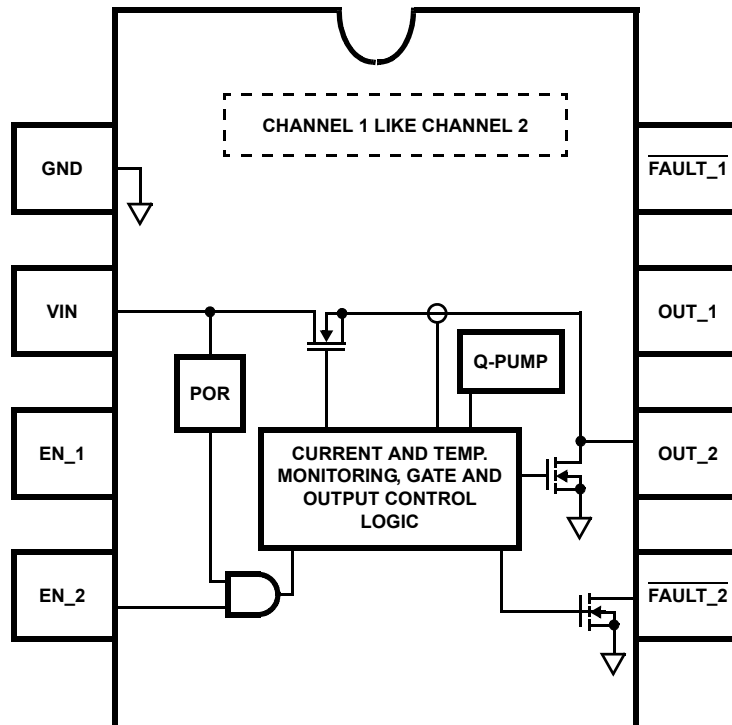 CHANNEL 1 LIKE CHANNEL 2
GND
FAULT_1
VIN
OUT_1
Q-PUMP
POR
EN_1
CURRENT AND TEMP.
MONITORING, GATE AND
OUTPUT CONTROL
LOGIC
OUT_2
EN_2
FAULT_2